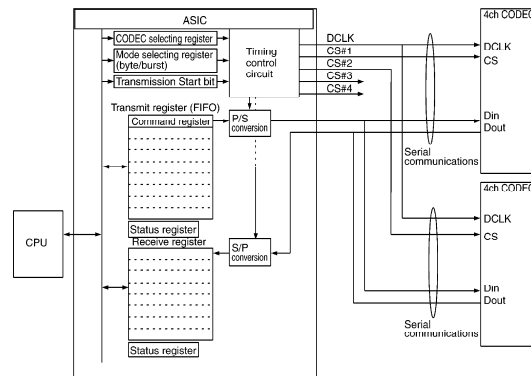 ASIC
CODEC selecting register
Mode selecting register
(byte/burst)
Transmission Start bit
Timing
control
circuit
DCLK
CS#1
CS#2
CS#3
CS#4
4ch CODEC
DCLK
CS
Din
Dout
Serial
communications
Transmit register (FIFO)
Command register
P/S
conversion
Status register
Receive register
S/P
conversion
Status register
CPU
4ch CODEC
DCLK
CS
Din
Dout
Serial
communications